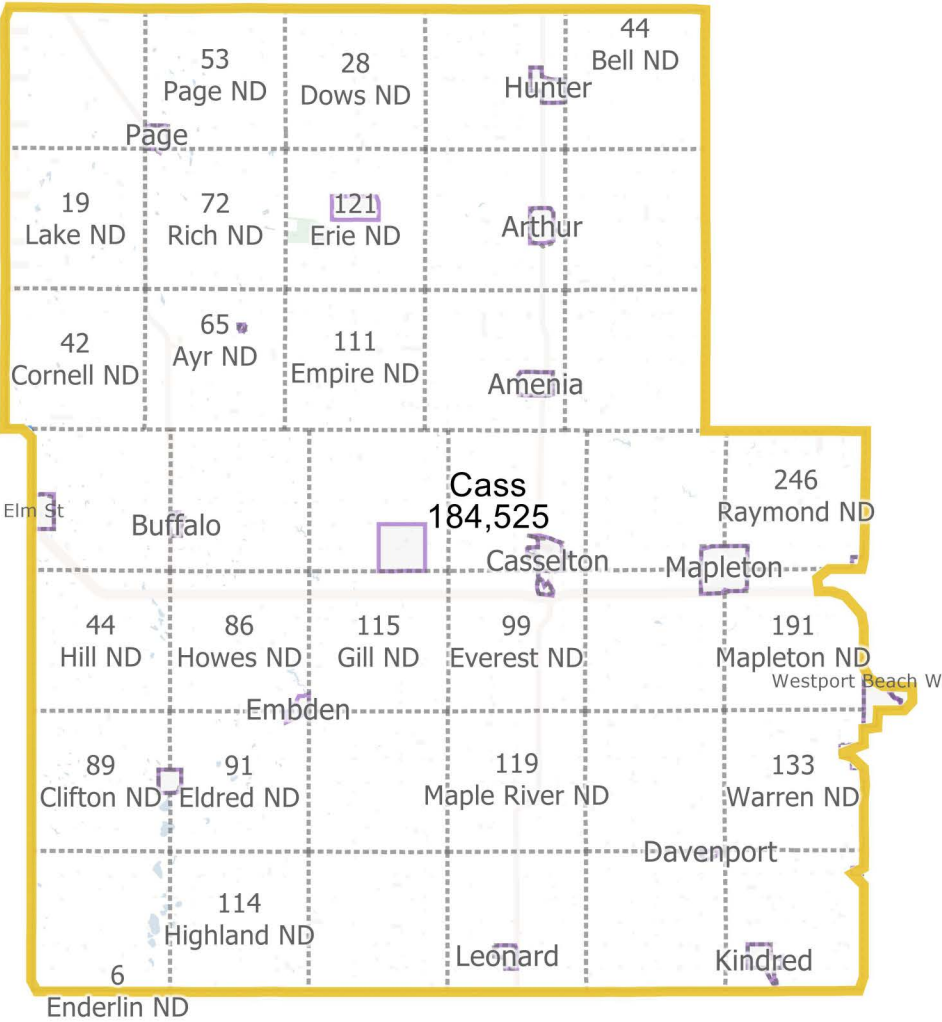 44
Bell ND
53
Page ND
28
Dows ND
Hunter
Page
19
Lake ND
72
Rich ND
121
Erie ND
Arthur
42
Cornell ND
65
Ayr ND
111
Empire ND
Amenia
Cass
184,525
246
Raymond ND
Elm St
Buffalo
Casselton
Mapleton
44
Hill ND
86
Howes ND
115
Gill ND
99
Everest ND
191
Mapleton ND
Westport Beach W
Embden
89
Clifton ND
91
Eldred ND
119
Maple River ND
133
Warren ND
Davenport
114
Highland ND
Leonard
Kindred
6
Enderlin ND